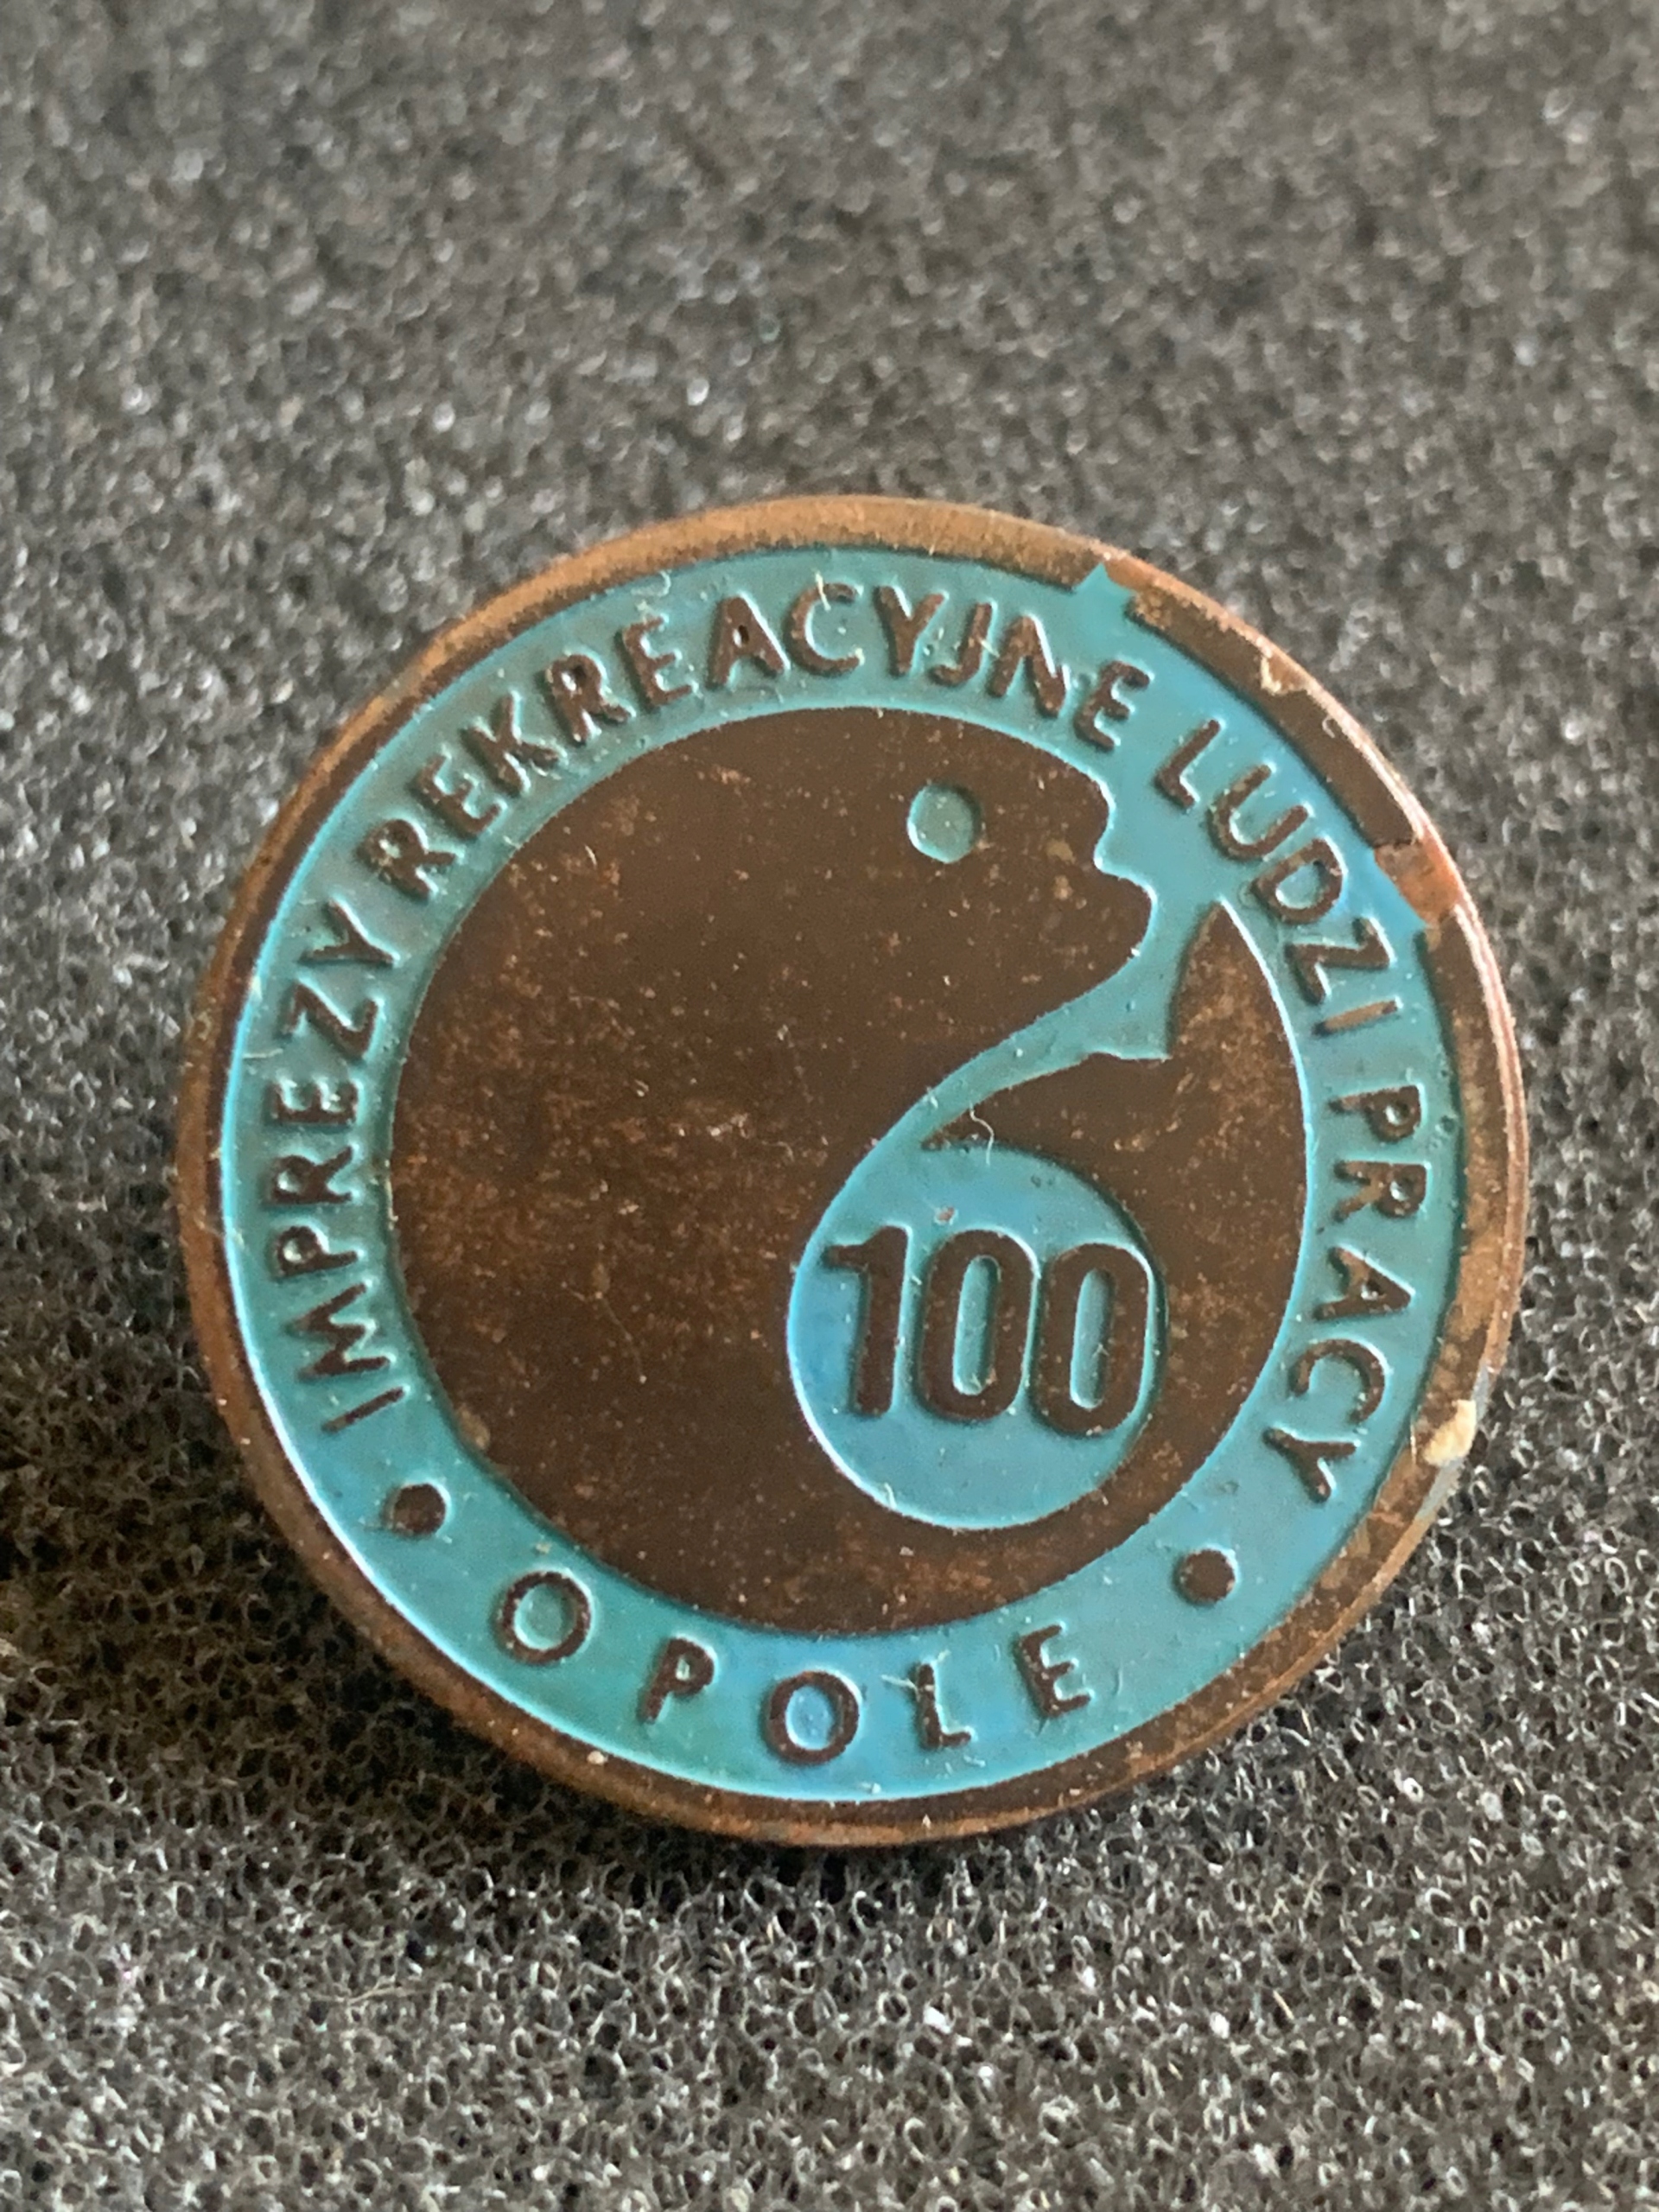 IMPREZY REKREACYJNE LUDZI PRACY
100
• OPOLE •